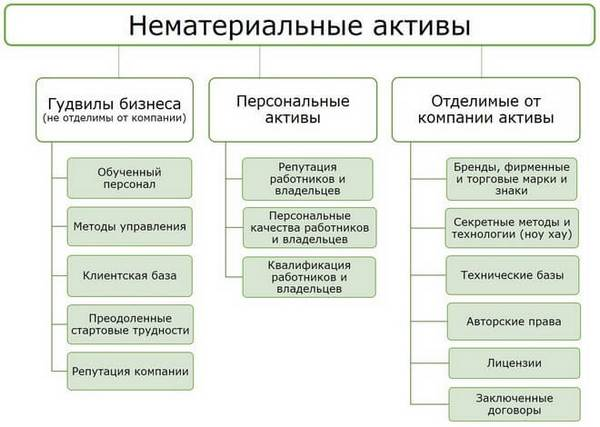 Нематериальные активы
Гудвилы бизнеса
(не отделимы от компании)
Обученный
персонал
Методы управления
Клиентская база
Преодоленные
стартовые трудности
Репутация компании
Персональные
активы
Репутация
работников и
владельцев
Персональные
качества работников
и владельцев
Квалификация
работников и
владельцев
Отделимые от
компании активы
Бренды, фирменные
и торговые марки и
знаки
Секретные методы и
технологии (ноу хау)
Технические базы
Авторские права
Лицензии
Заключенные
договоры